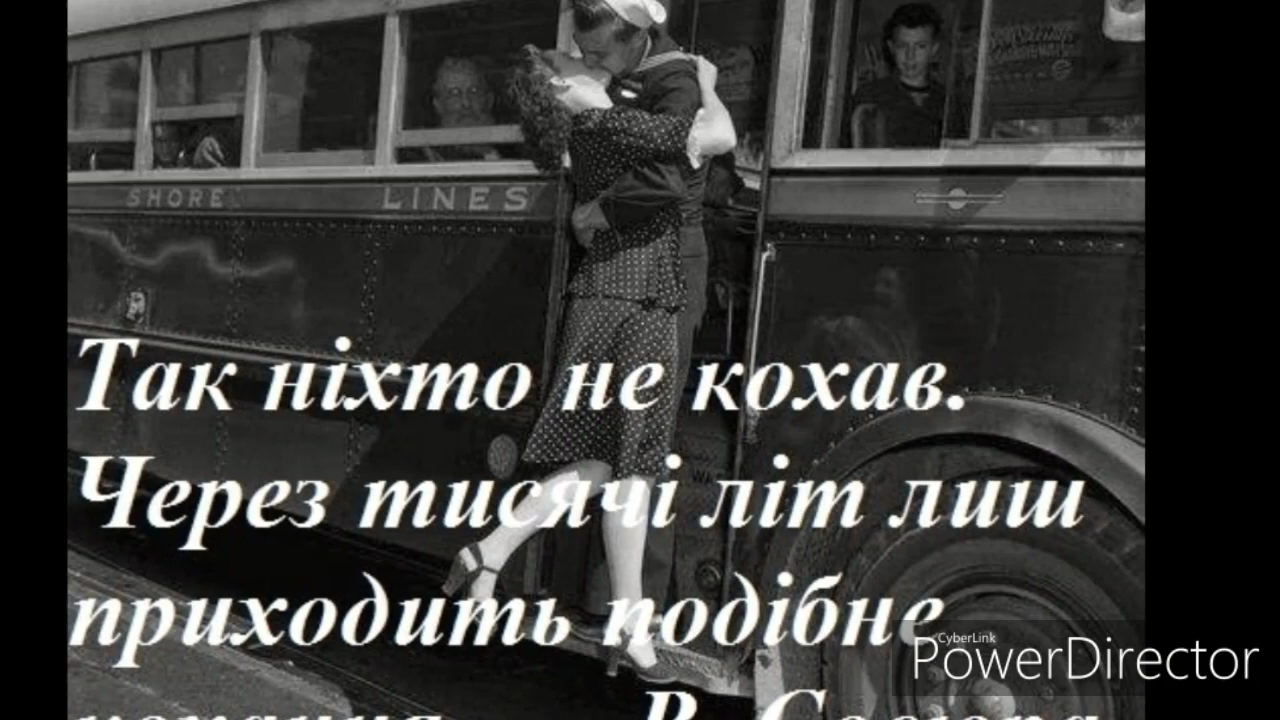 SHORE LINES
Так ніхто не кохав.
Через тисячі літ лиш
приходить подібне
CyberLink
PowerDirector